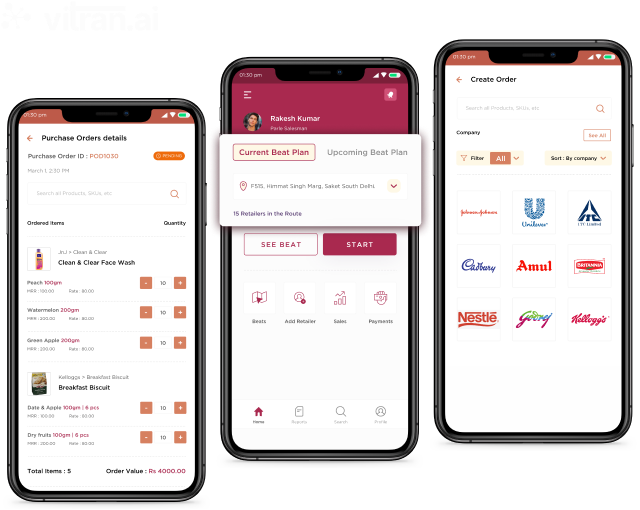 vitran.ai
01:30 pm
Purchase Orders details
Purchase Order ID : POD1030
PENDING
March 1, 2:30 PM
Search all Products, SKUs, etc
Ordered Items Quantity
JnJ > Clean & Clear
Clean & Clear Face Wash
Peach 100gm
MRP : 100.00 Rate : 80.00
- 10 +
Watermelon 200gm
MRP : 200.00 Rate : 80.00
- 10 +
Green Apple 200gm
MRP : 200.00 Rate : 80.00
- 10 +
Kelloggs > Breakfast Biscuit
Breakfast Biscuit
Date & Apple 100gm | 6 pcs
MRP : 100.00 Rate : 80.00
- 10 +
Dry fruits 100gm | 6 pcs
MRP : 200.00 Rate : 80.00
- 10 +
Total Items : 5 Order Value : Rs 4000.00
01:30 pm
Rakesh Kumar
Parle Salesman
Current Beat Plan Upcoming Beat Plan
F515, Himmat Singh Marg, Saket South Delhi.
15 Retailers in the Route
SEE BEAT START
Beats Add Retailer Sales Payments
Home Reports Search Profile
01:30 pm
Create Order
Search all Products, SKUs, etc
Company See All
Filter All Sort : By company
Johnson & Johnson Unilever ITC Limited
Cadbury Amul BRITANNIA
Nestlé Godrej Kellogg's